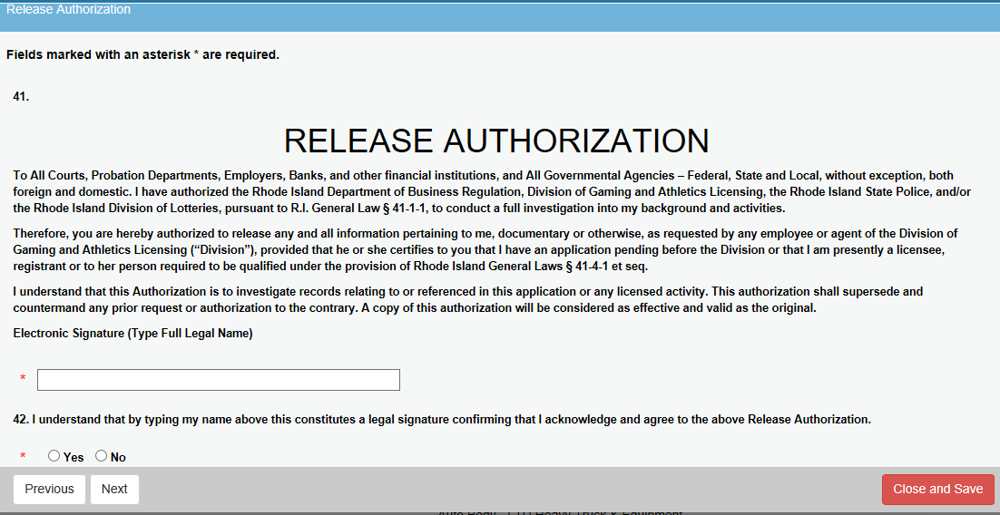 Release Authorization
Fields marked with an asterisk * are required.
41.
RELEASE AUTHORIZATION
To All Courts, Probation Departments, Employers, Banks, and other financial institutions, and All Governmental Agencies – Federal, State and Local, without exception, both
foreign and domestic. I have authorized the Rhode Island Department of Business Regulation, Division of Gaming and Athletics Licensing, the Rhode Island State Police, and/or
the Rhode Island Division of Lotteries, pursuant to R.I. General Law § 41-1-1, to conduct a full investigation into my background and activities.
Therefore, you are hereby authorized to release any and all information pertaining to me, documentary or otherwise, as requested by any employee or agent of the Division of
Gaming and Athletics Licensing (“Division”), provided that he or she certifies to you that I have an application pending before the Division or that I am presently a licensee,
registrant or to her person required to be qualified under the provision of Rhode Island General Laws § 41-4-1 et seq.
I understand that this Authorization is to investigate records relating to or referenced in this application or any licensed activity. This authorization shall supersede and
countermand any prior request or authorization to the contrary. A copy of this authorization will be considered as effective and valid as the original.
Electronic Signature (Type Full Legal Name)
*
42. I understand that by typing my name above this constitutes a legal signature confirming that I acknowledge and agree to the above Release Authorization.
* Yes No
Previous Next Close and Save